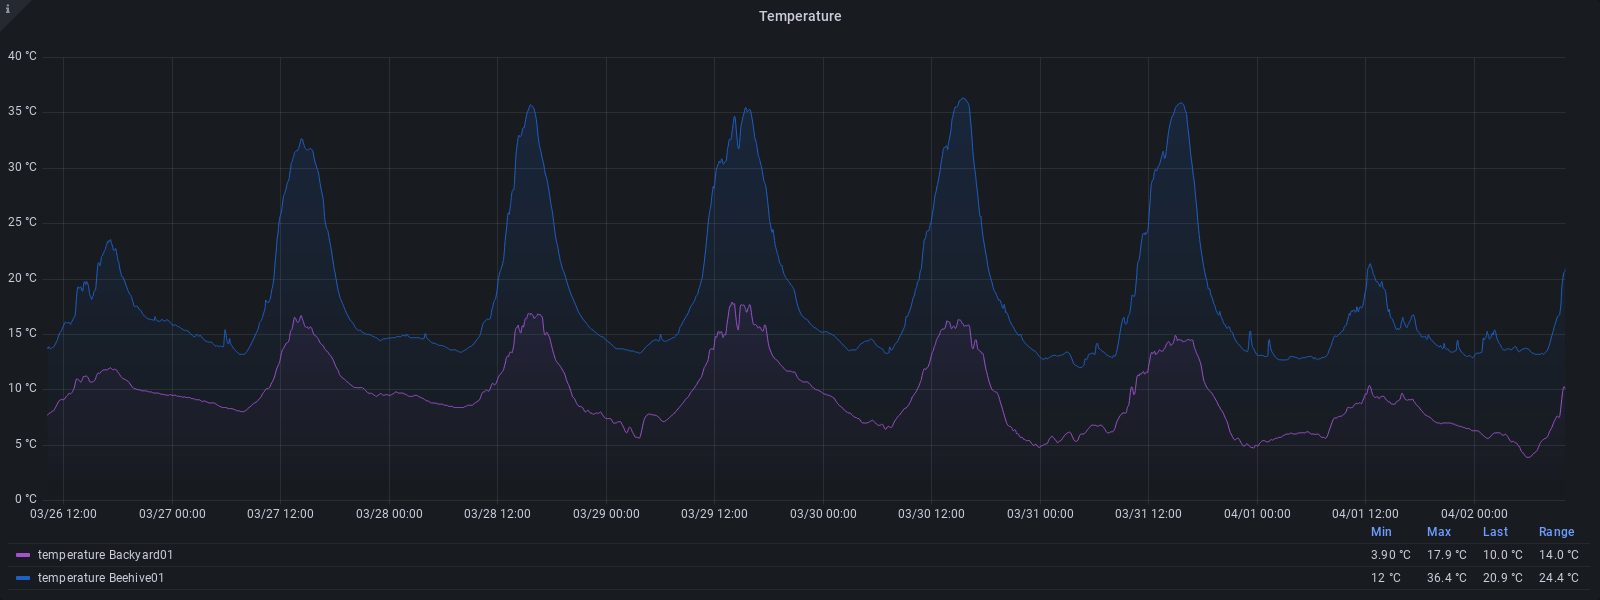 i
Temperature
40 °C
35 °C
30 °C
25 °C
20 °C
15 °C
10 °C
5 °C
0 °C
03/26 12:00 03/27 00:00 03/27 12:00 03/28 00:00 03/28 12:00 03/29 00:00 03/29 12:00 03/30 00:00 03/30 12:00 03/31 00:00 03/31 12:00 04/01 00:00 04/01 12:00 04/02 00:00
Min Max Last Range
temperature Backyard01 3.90 °C 17.9 °C 10.0 °C 14.0 °C
temperature Beehive01 12 °C 36.4 °C 20.9 °C 24.4 °C